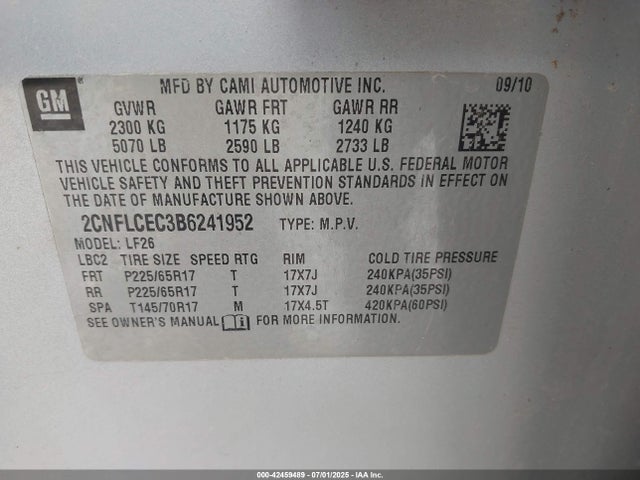 GM
MFD BY CAMI AUTOMOTIVE INC. 09/10
GVWR GAWR FRT GAWR RR
2300 KG 1175 KG 1240 KG
5070 LB 2590 LB 2733 LB
THIS VEHICLE CONFORMS TO ALL APPLICABLE U.S. FEDERAL MOTOR
VEHICLE SAFETY AND THEFT PREVENTION STANDARDS IN EFFECT ON
THE DATE OF MANUFACTURE SHOWN ABOVE.
2CNFLCEC3B6241952 TYPE: M.P.V.
MODEL: LF26
LBC2 TIRE SIZE SPEED RTG RIM COLD TIRE PRESSURE
FRT P225/65R17 T 17X7J 240KPA(35PSI)
RR P225/65R17 T 17X7J 240KPA(35PSI)
SPA T145/70R17 M 17X4.5T 420KPA(60PSI)
SEE OWNER'S MANUAL FOR MORE INFORMATION.
000-42459489 - 07/01/2025 - IAA Inc.